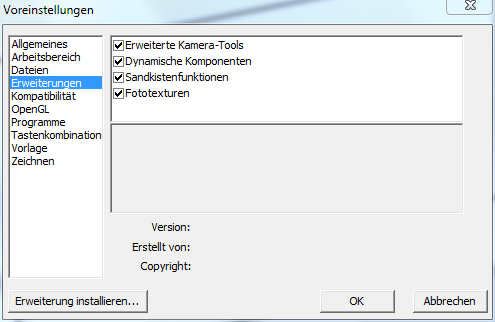 Voreinstellungen
Allgemeines
Arbeitsbereich
Dateien
Erweiterungen
Kompatibilität
OpenGL
Programme
Tastenkombination
Vorlage
Zeichnen
Erweiterte Kamera-Tools
Dynamische Komponenten
Sandkistenfunktionen
Fototexturen
Version:
Erstellt von:
Copyright:
Erweiterung installieren...
OK
Abbrechen